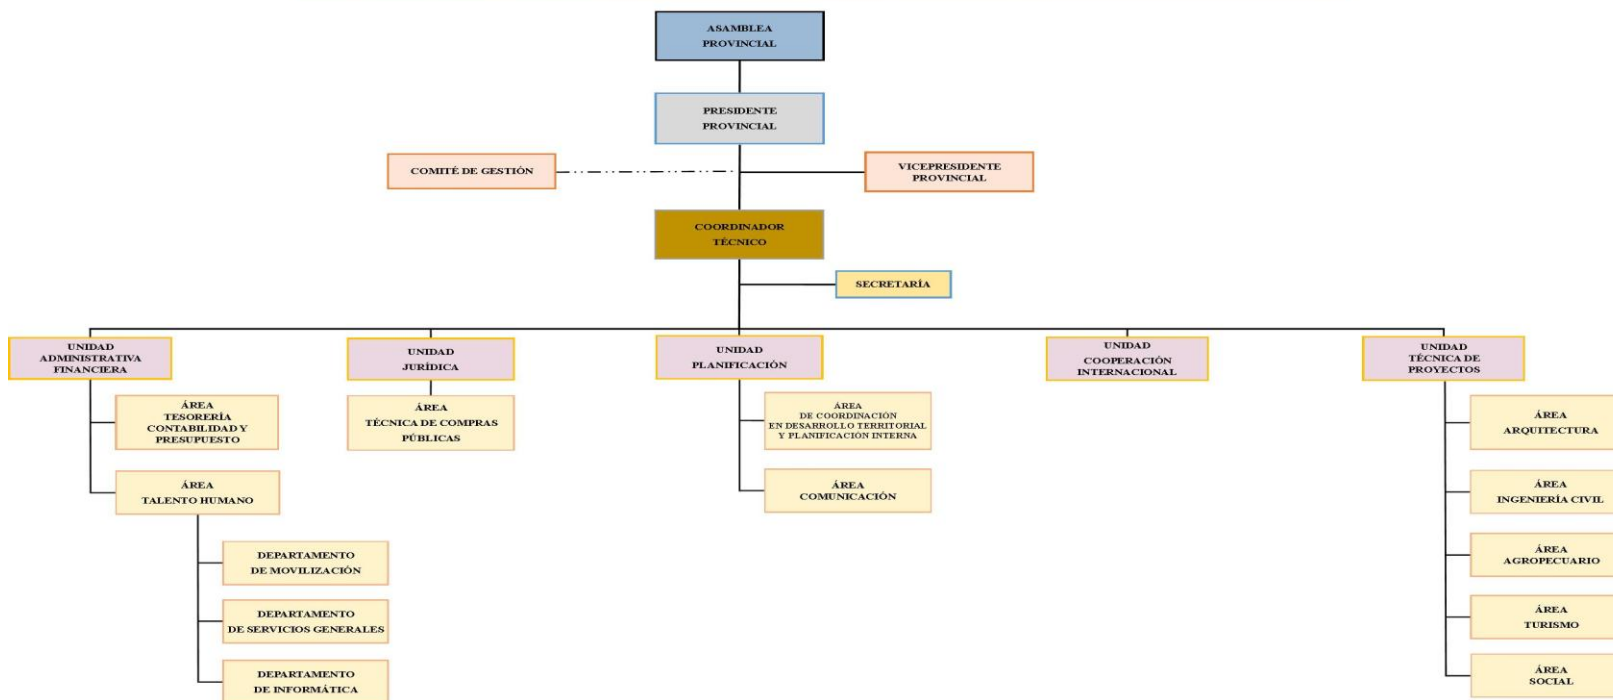 ASAMBLEA
PROVINCIAL
PRESIDENTE
PROVINCIAL
COMITÉ DE GESTIÓN
VICEPRESIDENTE
PROVINCIAL
COORDINADOR
TÉCNICO
SECRETARÍA
UNIDAD
ADMINISTRATIVA
FINANCIERA
UNIDAD
JURÍDICA
UNIDAD
PLANIFICACIÓN
UNIDAD
COOPERACIÓN
INTERNACIONAL
UNIDAD
TÉCNICA DE
PROYECTOS
ÁREA
TESORERÍA
CONTABILIDAD Y
PRESUPUESTO
ÁREA
TÉCNICA DE COMPRAS
PÚBLICAS
ÁREA
DE COORDINACIÓN
EN DESARROLLO TERRITORIAL
Y PLANIFICACIÓN INTERNA
ÁREA
ARQUITECTURA
ÁREA
TALENTO HUMANO
ÁREA
COMUNICACIÓN
ÁREA
INGENIERÍA CIVIL
DEPARTAMENTO
DE MOVILIZACIÓN
ÁREA
AGROPECUARIO
DEPARTAMENTO
DE SERVICIOS GENERALES
ÁREA
TURISMO
DEPARTAMENTO
DE INFORMÁTICA
ÁREA
SOCIAL